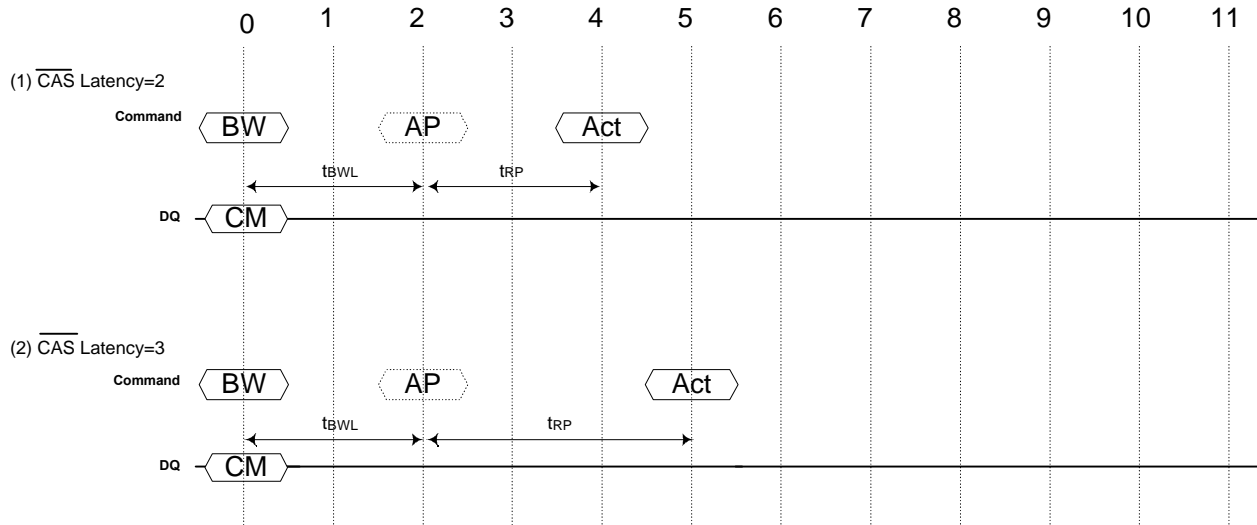 0 1 2 3 4 5 6 7 8 9 10 11
(1) CAS Latency=2
Command BW AP Act
tBWL tRP
DQ CM
(2) CAS Latency=3
Command BW AP Act
tBWL tRP
DQ CM